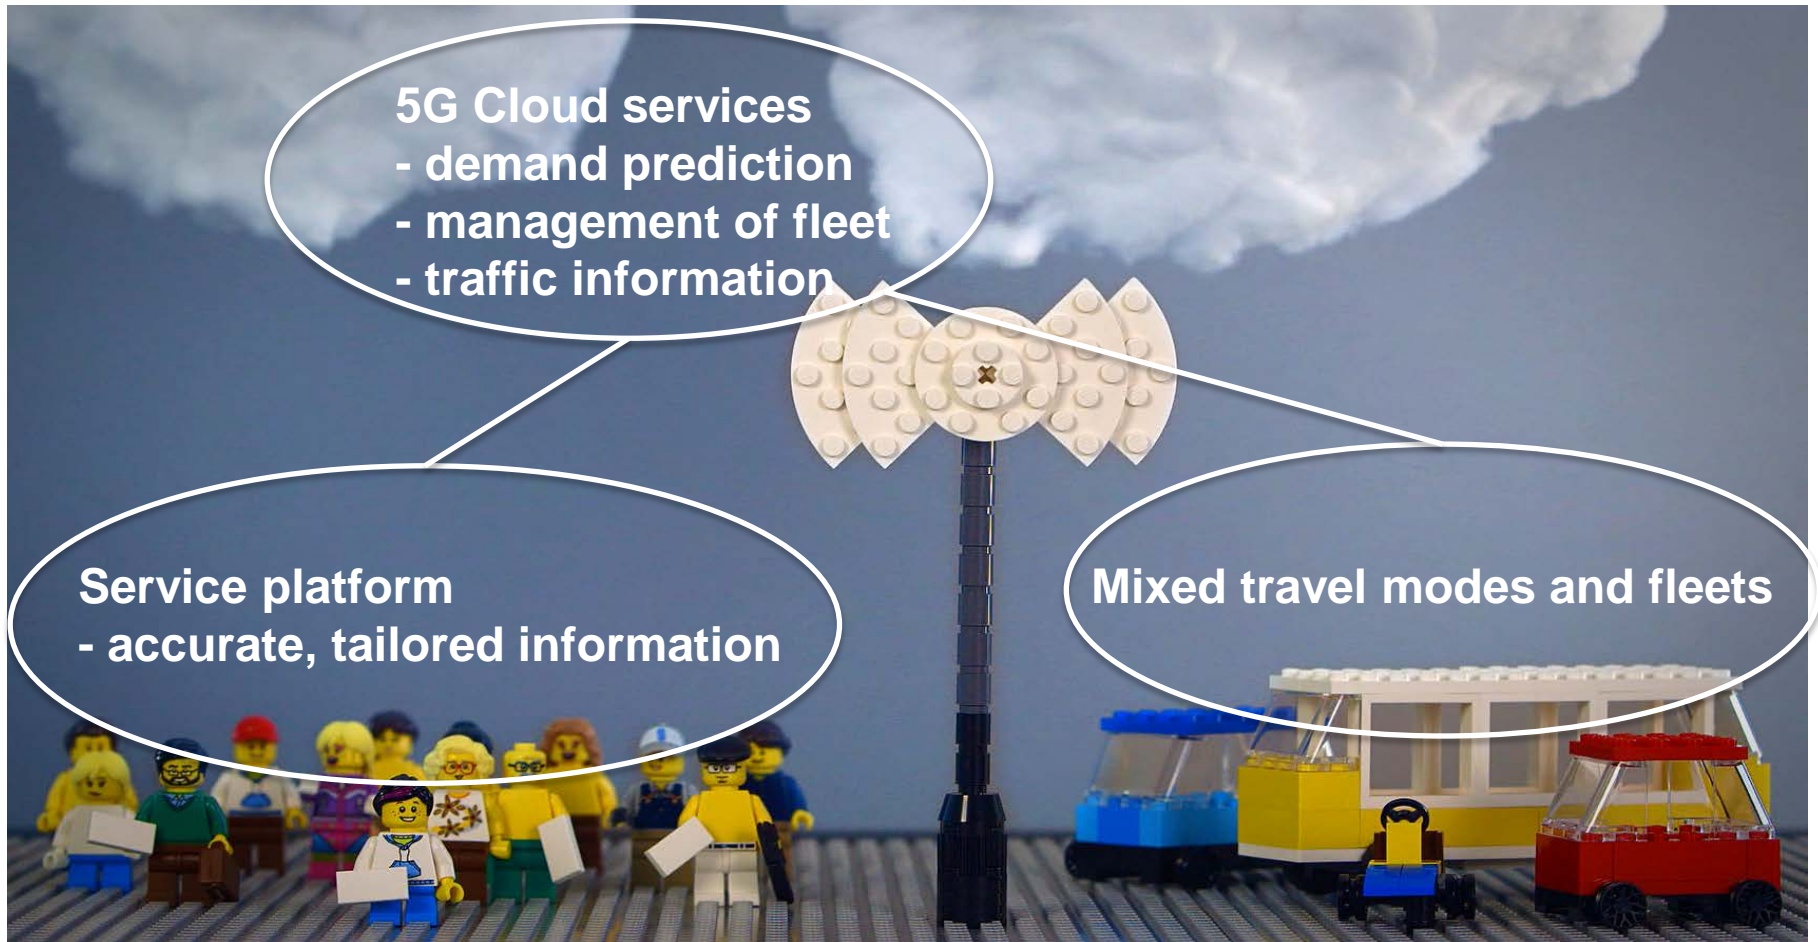 5G Cloud services
- demand prediction
- management of fleet
- traffic information
Service platform
- accurate, tailored information
Mixed travel modes and fleets